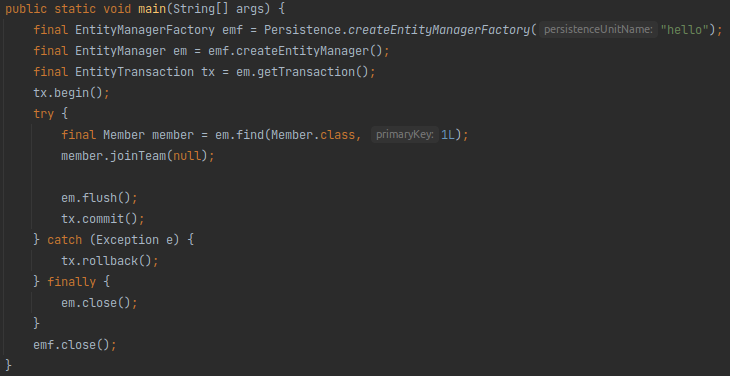 public static void main(String[] args) {
    final EntityManagerFactory emf = Persistence.createEntityManagerFactory( persistenceUnitName: "hello");
    final EntityManager em = emf.createEntityManager();
    final EntityTransaction tx = em.getTransaction();
    tx.begin();
    try {
        final Member member = em.find(Member.class, primaryKey: 1L);
        member.joinTeam(null);

        em.flush();
        tx.commit();
    } catch (Exception e) {
        tx.rollback();
    } finally {
        em.close();
    }
    emf.close();
}